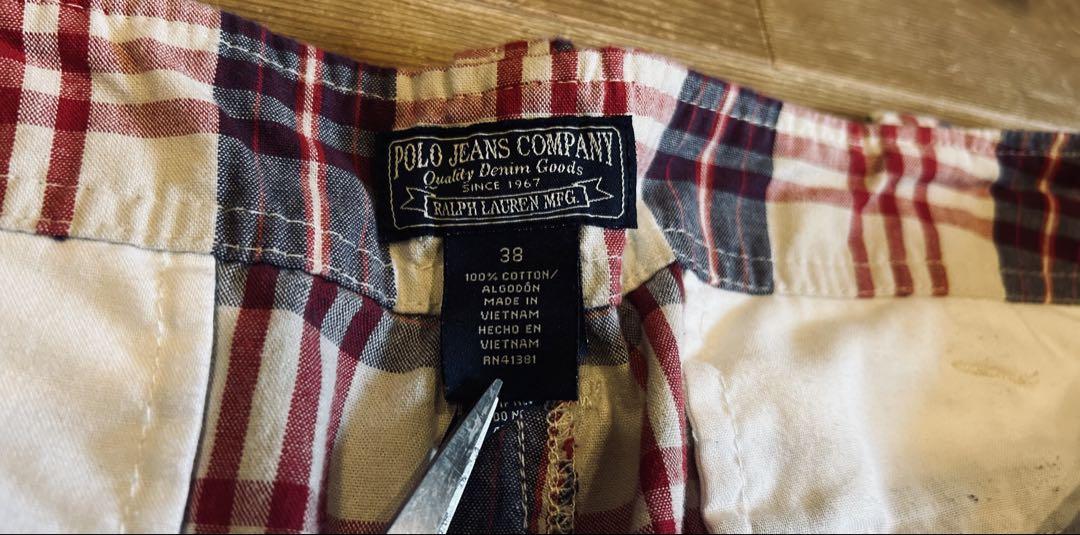 POLO JEANS COMPANY
Quality Denim Goods
SINCE 1967
RALPH LAUREN MFG.
38
100% COTTON/
ALGODÓN
MADE IN
VIETNAM
HECHO EN
VIETNAM
RN41381